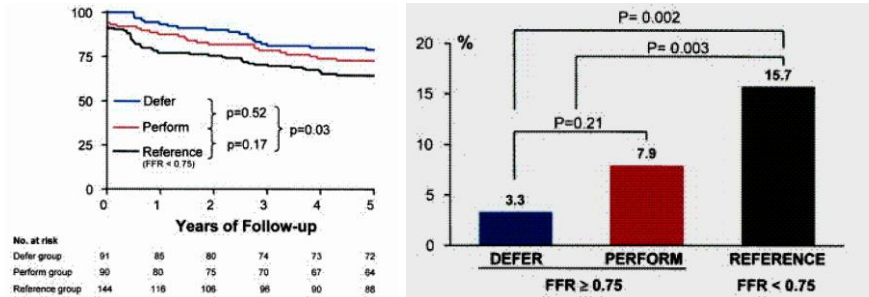 100
75
50
25
0
0 1 2 3 4 5
Defer
Perform
Reference
(FFR < 0.75)
p=0.52
p=0.17
p=0.03
Years of Follow-up
No. at risk
Defer group 91 85 80 74 73 72
Perform group 90 80 75 70 67 64
Reference group 144 116 106 96 90 88
%
20
15
10
5
0
P= 0.002
P= 0.003
P=0.21
3.3
7.9
15.7
DEFER PERFORM REFERENCE
FFR ≥ 0.75 FFR < 0.75